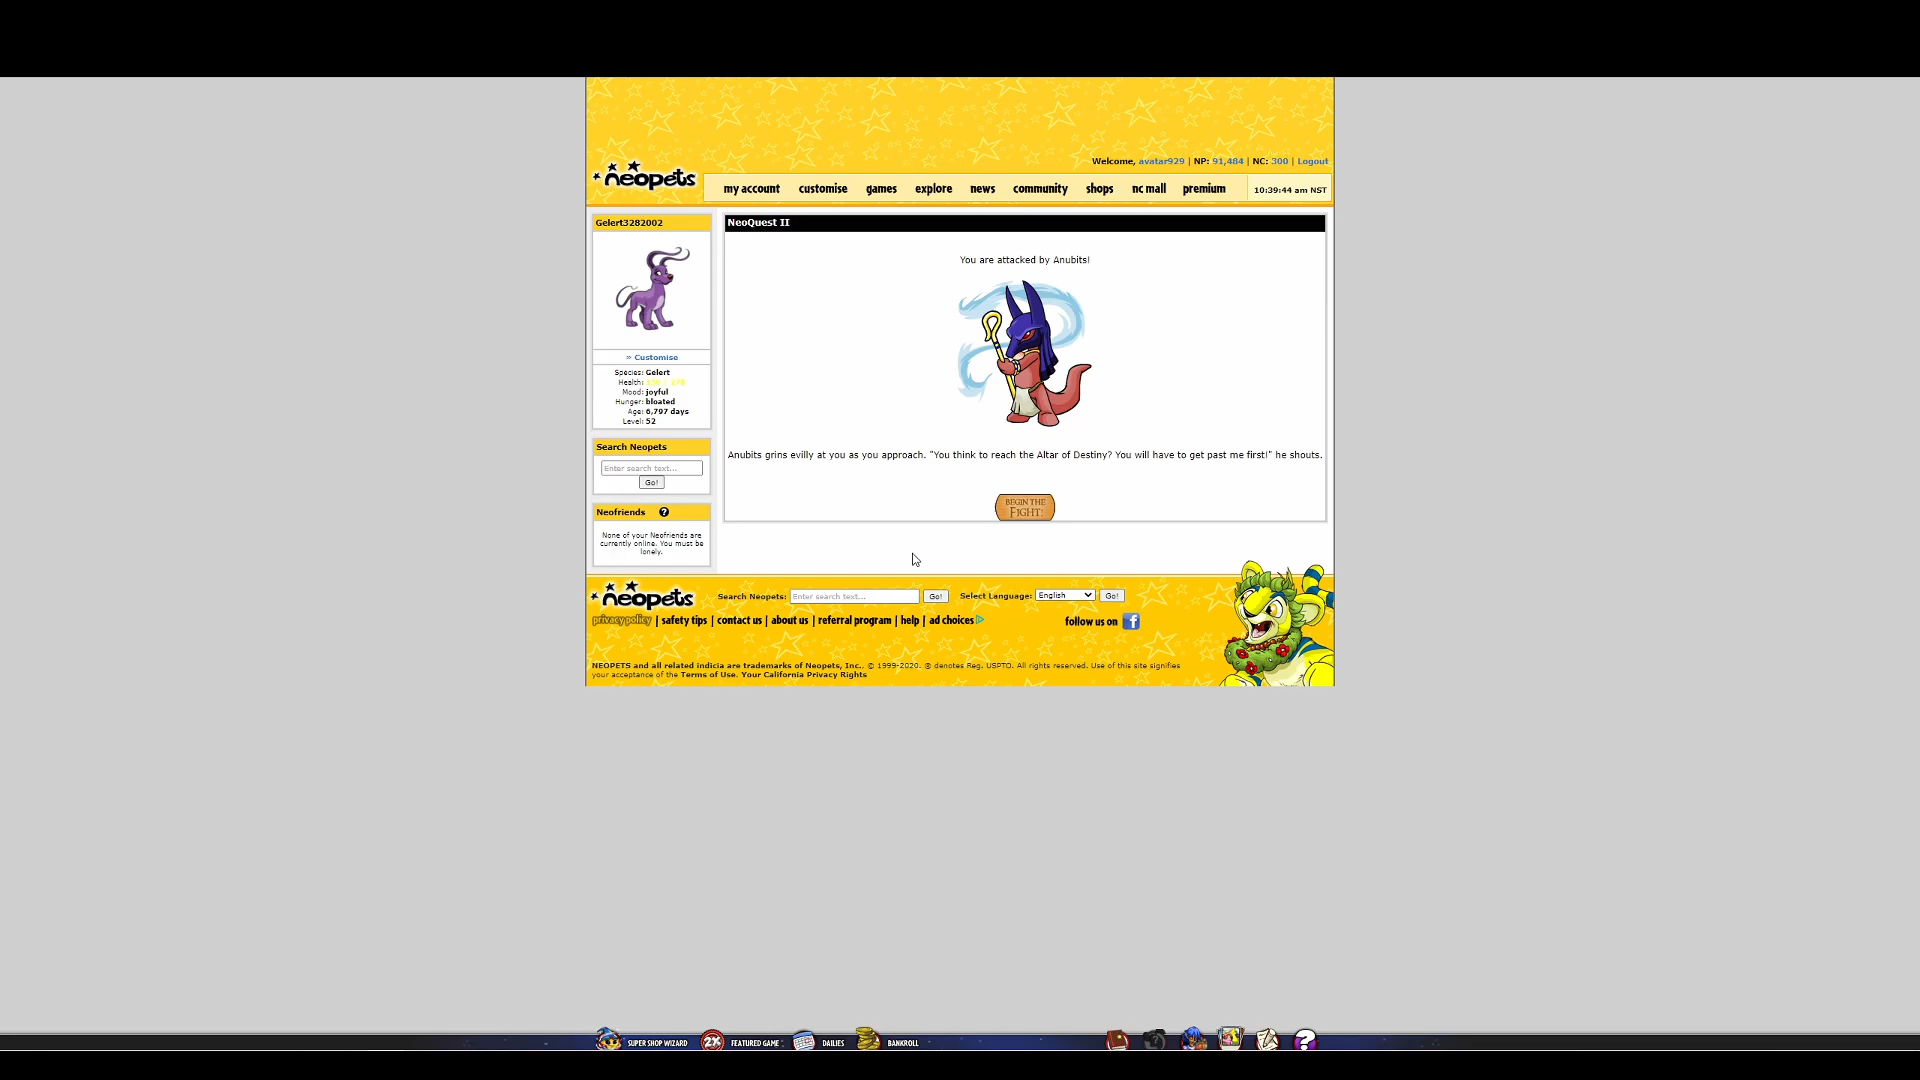 Welcome, avatar929 | NP: 91,484 | NC: 300 | Logout
neopets
my account customise games explore news community shops nc mall premium 10:39:44 am NST
Gelert3282002
» Customise
Species: Gelert
Health:
Mood: joyful
Hunger: bloated
Age: 6,797 days
Level: 52
Search Neopets
Enter search text...
Go!
Neofriends ?
None of your Neofriends are
currently online. You must be
lonely.
NeoQuest II
You are attacked by Anubits!
Anubits grins evilly at you as you approach. "You think to reach the Altar of Destiny? You will have to get past me first!" he shouts.
BEGIN THE
FIGHT!
neopets
Search Neopets: Enter search text... Go! Select Language: English Go!
privacy policy | safety tips | contact us | about us | referral program | help | ad choices
follow us on f
NEOPETS and all related indicia are trademarks of Neopets, Inc., © 1999-2020. ® denotes Reg. USPTO. All rights reserved. Use of this site signifies
your acceptance of the Terms of Use. Your California Privacy Rights
SUPER SHOP WIZARD 2X FEATURED GAME DAILIES BANKROLL ? ?